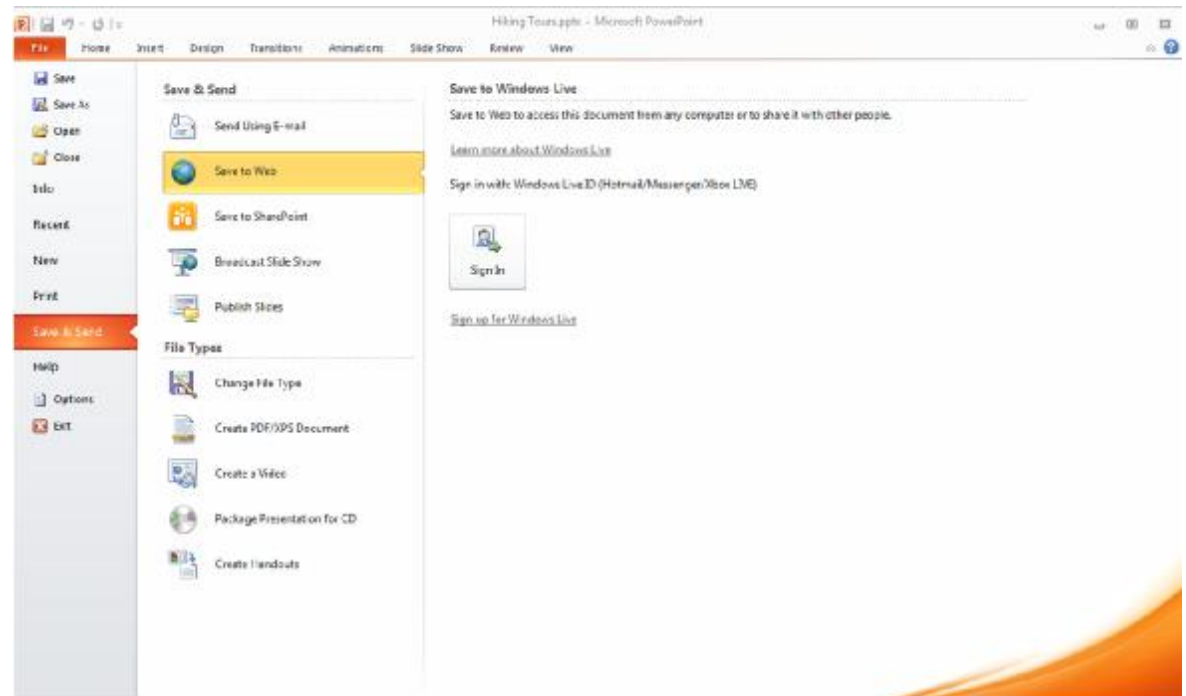 Hiking Tours.pptx - Microsoft PowerPoint
File Home Insert Design Transitions Animations Slide Show Review View
Save
Save As
Open
Close
Info
Recent
New
Print
Save & Send
Help
Options
Exit
Save & Send
Send Using E-mail
Save to Web
Save to SharePoint
Broadcast Slide Show
Publish Slides
File Types
Change File Type
Create PDF/XPS Document
Create a Video
Package Presentation for CD
Create Handouts
Save to Windows Live
Save to Web to access this document from any computer or to share it with other people.
Learn more about Windows Live
Sign in with: Windows Live ID (Hotmail/Messenger/Xbox LIVE)
Sign In
Sign up for Windows Live